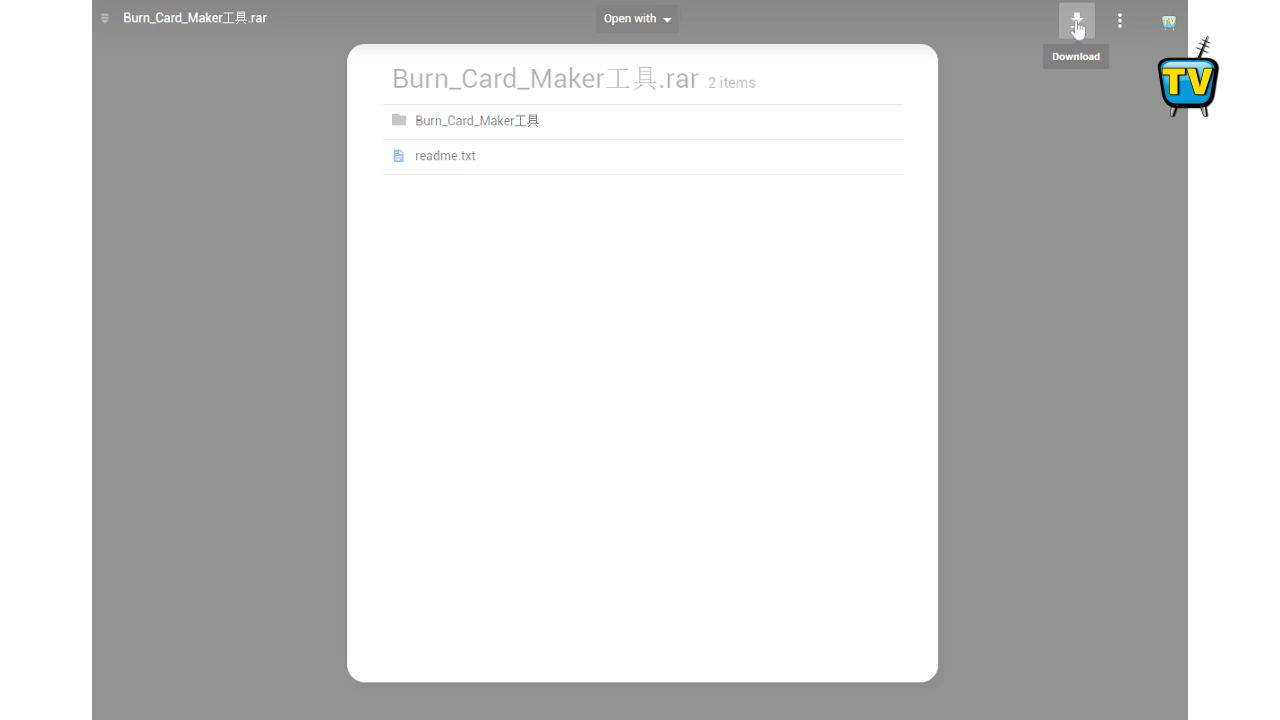 Burn_Card_Maker工具.rar
Open with
Download
TV
TV
Burn_Card_Maker工具.rar 2 items
Burn_Card_Maker工具
readme.txt